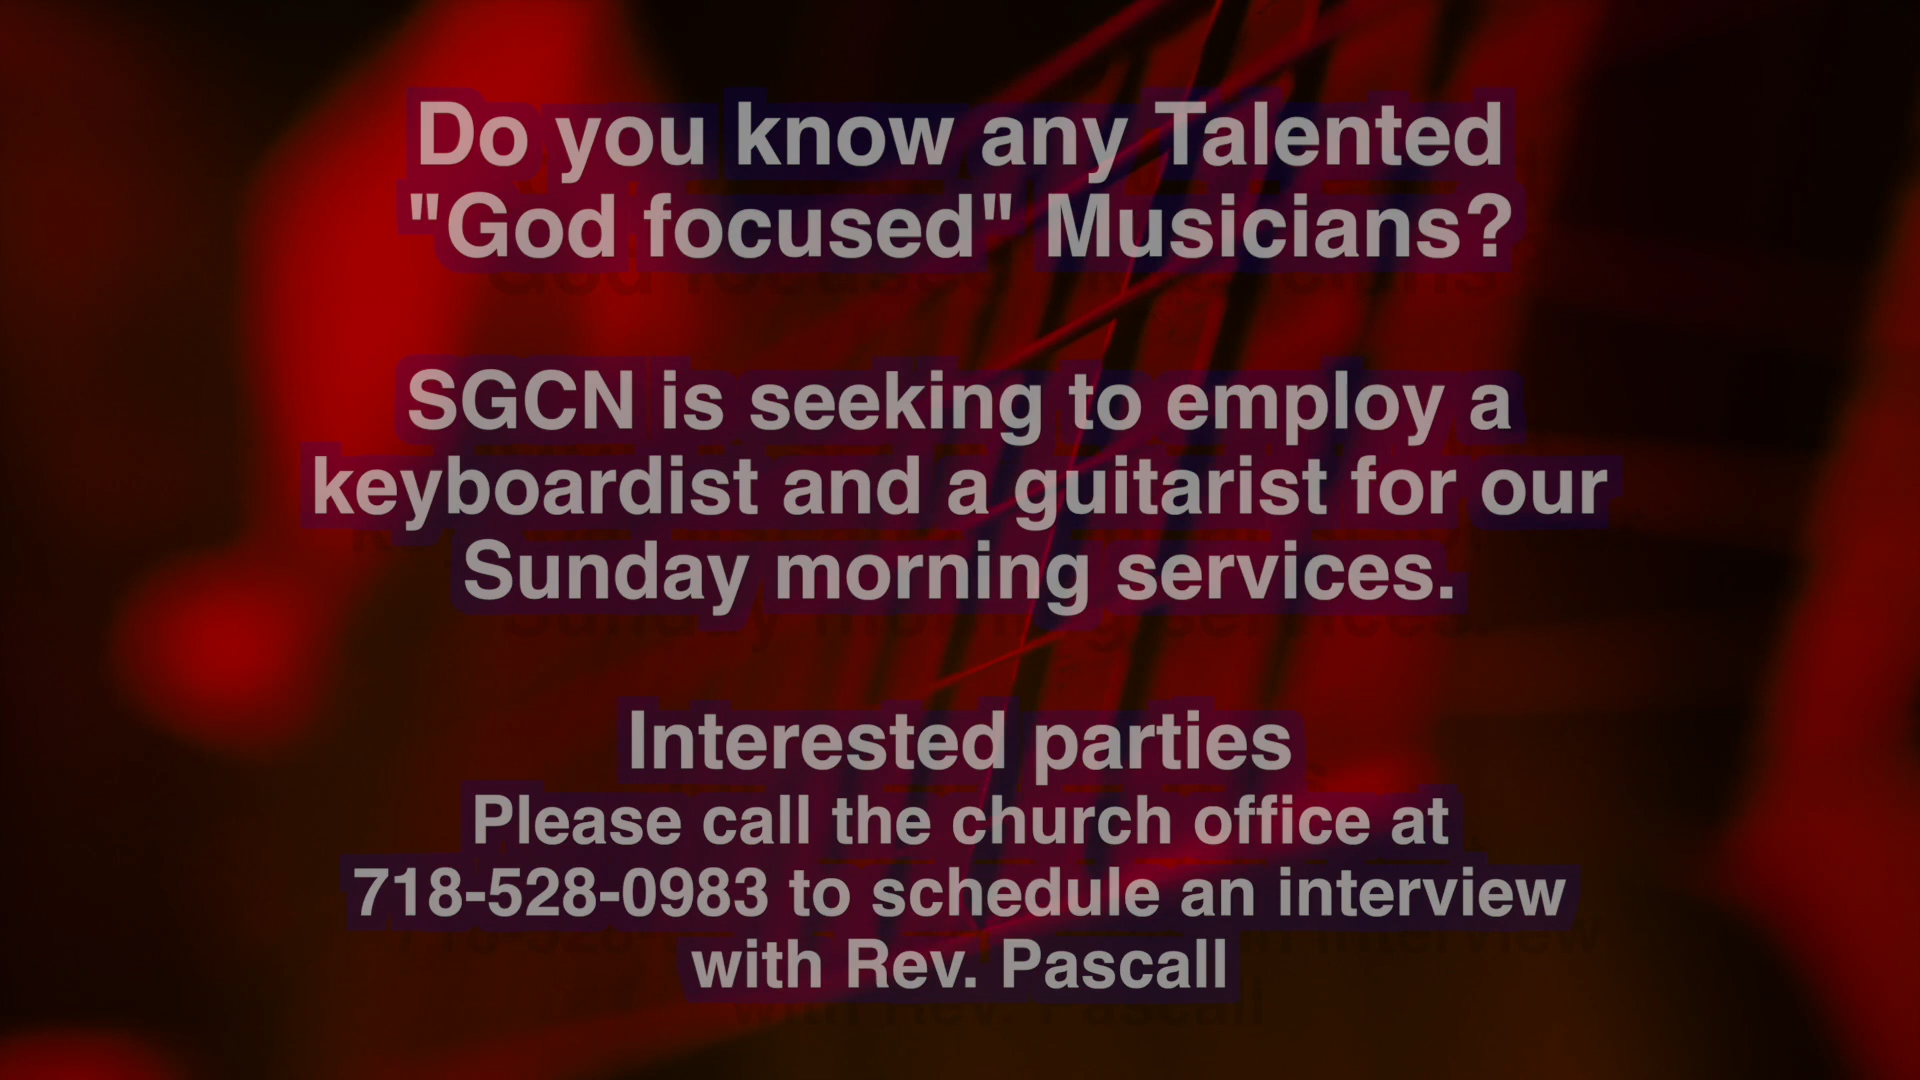 Do you know any Talented
"God focused" Musicians?
SGCN is seeking to employ a
keyboardist and a guitarist for our
Sunday morning services.
Interested parties
Please call the church office at
718-528-0983 to schedule an interview
with Rev. Pascall